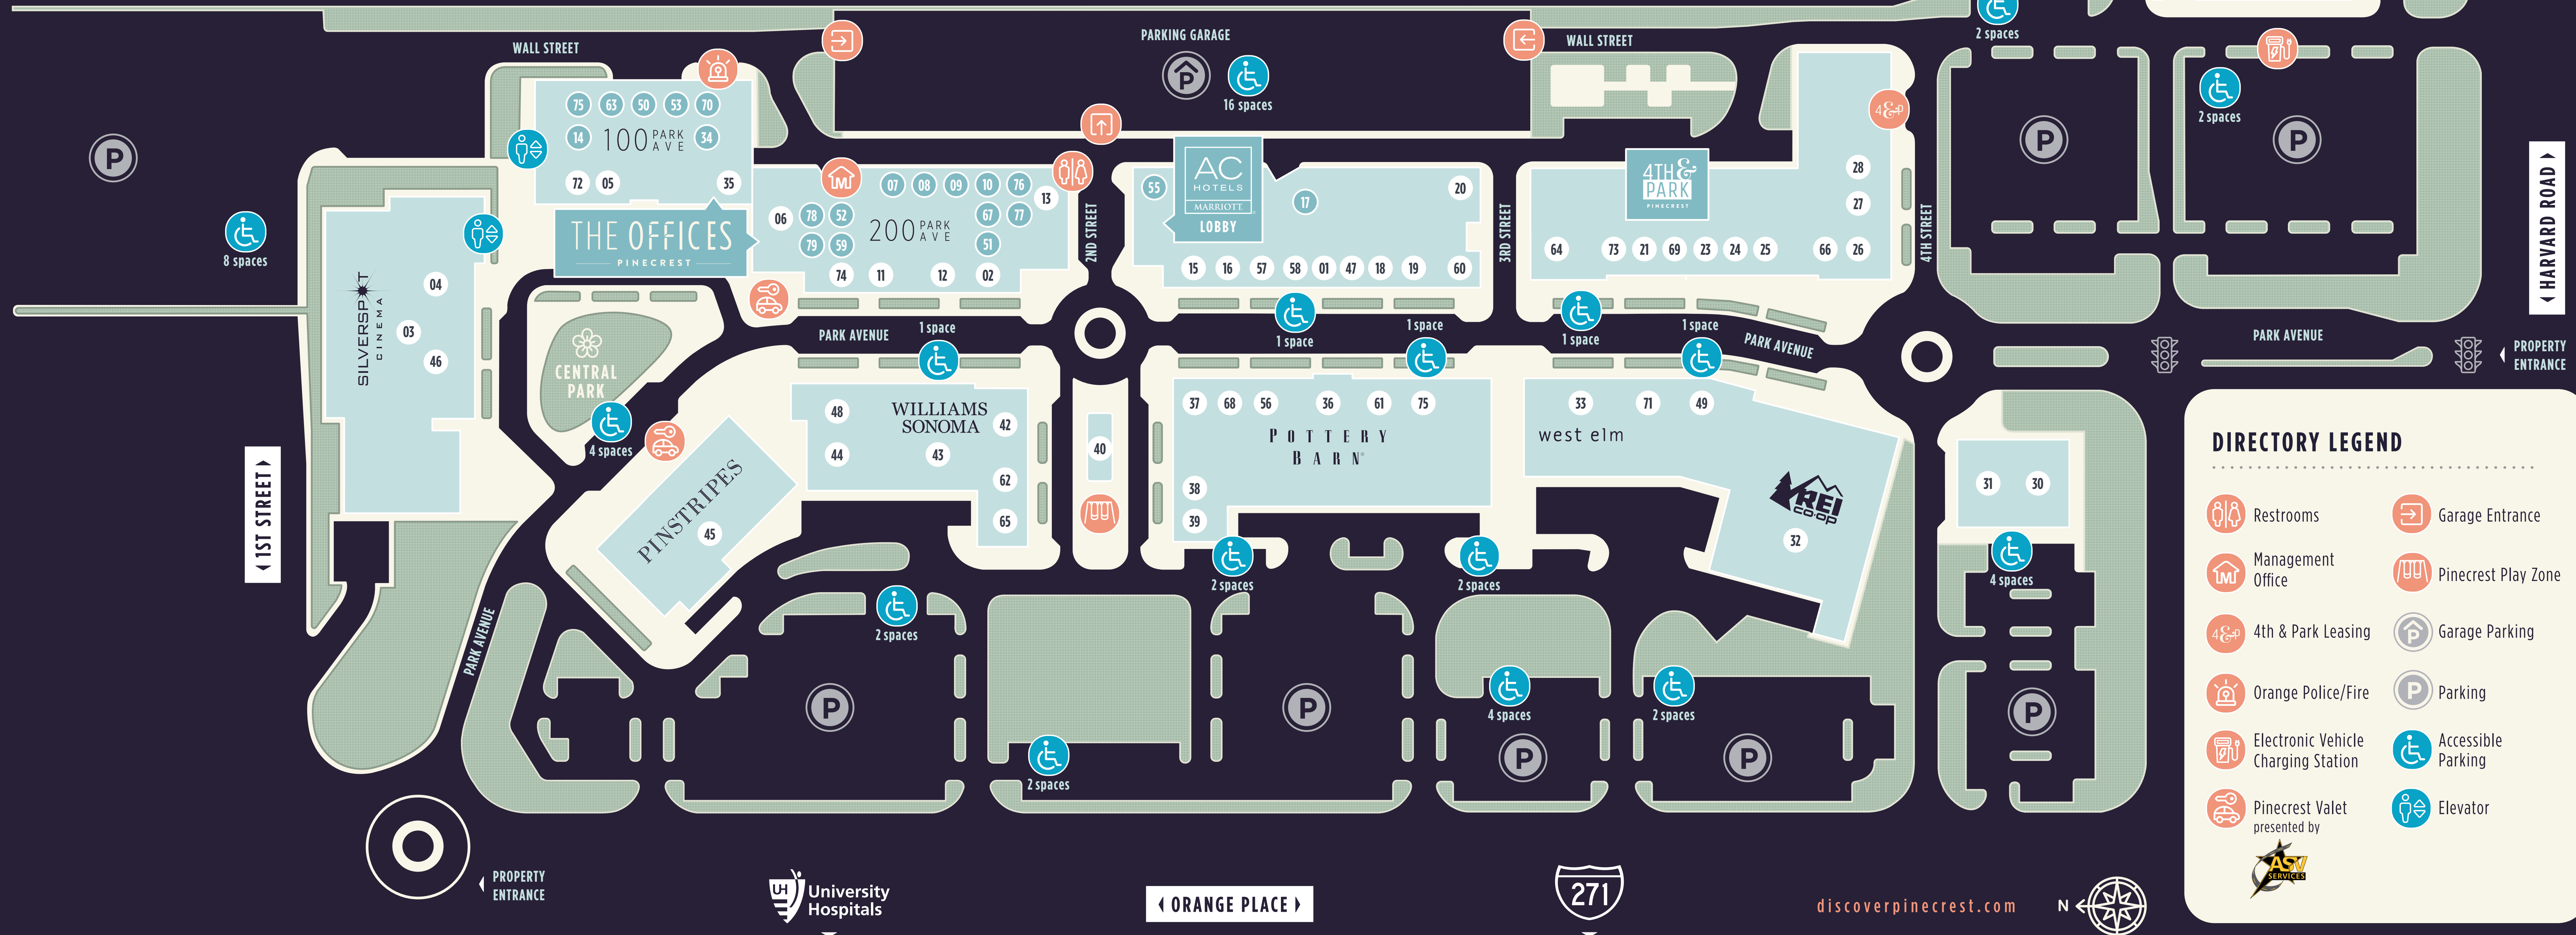 2 spaces
WALL STREET
PARKING GARAGE
P
16 spaces
WALL STREET
2 spaces
P
P
P
75 63 50 53 70
14 100 PARK AVE 34
72 05 35
THE OFFICES
PINECREST
M
07 08 09 10 76
13
06 78 52 67 77
200 PARK AVE
79 59 51
74 11 12 02
2ND STREET
55
AC
HOTELS
MARRIOTT
LOBBY
17
20
15 16 57 58 01 47 18 19 60
3RD STREET
4TH &
PARK
PINECREST
4&P
28
27
64 73 21 69 23 24 25 66 26
4TH STREET
HARVARD ROAD
8 spaces
SILVERSPOT
CINEMA
04
03
46
1ST STREET
CENTRAL
PARK
4 spaces
PARK AVENUE
1 space
1 space
1 space
1 space
1 space
PARK AVENUE
PARK AVENUE
PROPERTY
ENTRANCE
PINSTRIPES
45
48
WILLIAMS
SONOMA
42
44
43
62
65
40
37 68 56 36 61 75
POTTERY
BARN
38
39
33 71 49
west elm
REI
CO·OP
32
31 30
4 spaces
2 spaces
2 spaces
2 spaces
PARK AVENUE
P
2 spaces
P
4 spaces
P
2 spaces
P
P
PROPERTY
ENTRANCE
UH
University
Hospitals
ORANGE PLACE
271
discoverpinecrest.com
N
DIRECTORY LEGEND
Restrooms
M
Management
Office
4&P
4th & Park Leasing
Orange Police/Fire
Electronic Vehicle
Charging Station
Pinecrest Valet
presented by
ASV
SERVICES
Garage Entrance
Pinecrest Play Zone
P
Garage Parking
P
Parking
Accessible
Parking
Elevator